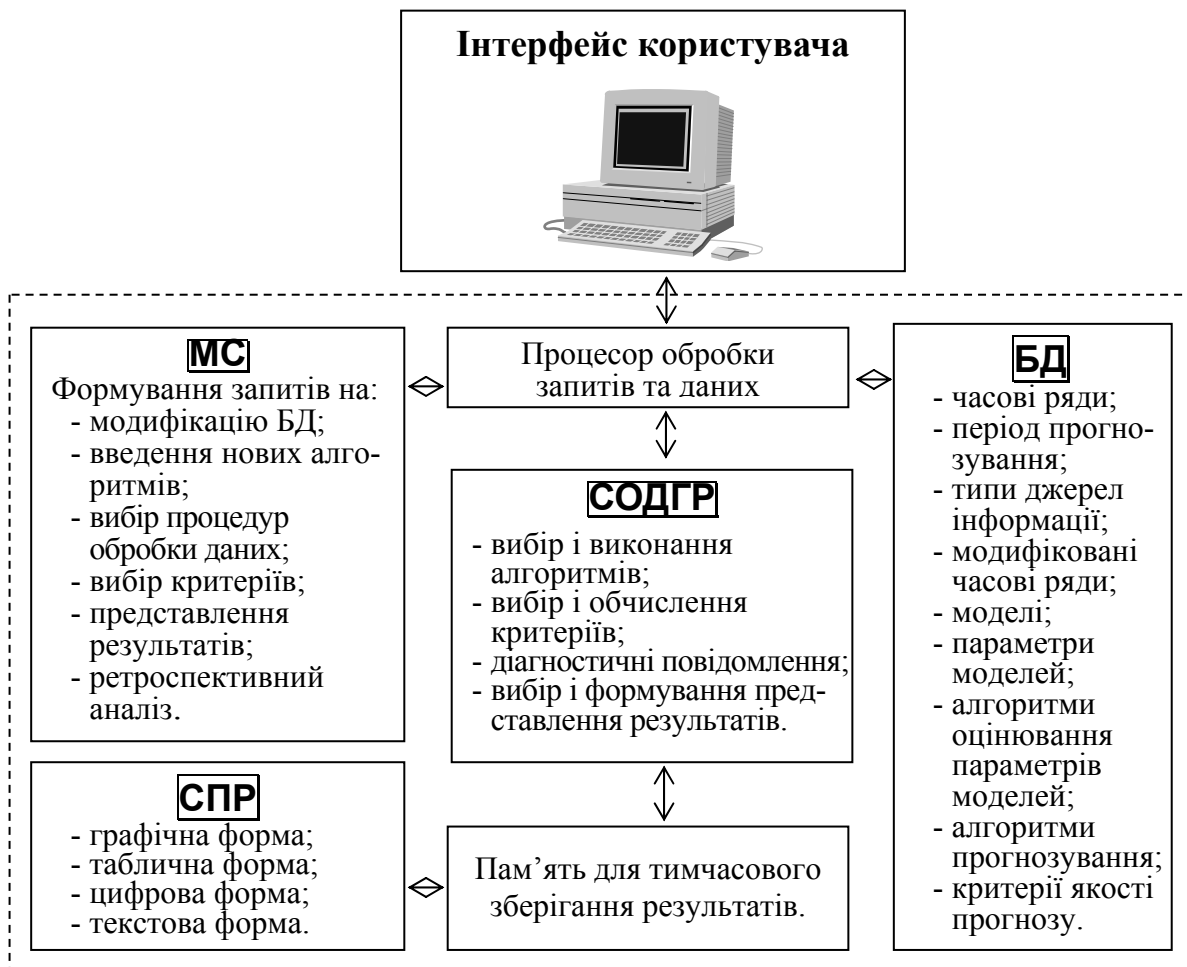 Інтерфейс користувача
МС
Формування запитів на:
- модифікацію БД;
- введення нових алго-
ритмів;
- вибір процедур
обробки даних;
- вибір критеріїв;
- представлення
результатів;
- ретроспективний
аналіз.
Процесор обробки
запитів та даних
СОДГР
- вибір і виконання
алгоритмів;
- вибір і обчислення
критеріїв;
- діагностичні повідомлення;
- вибір і формування пред-
ставлення результатів.
БД
- часові ряди;
- період прогно-
зування;
- типи джерел
інформації;
- модифіковані
часові ряди;
- моделі;
- параметри
моделей;
- алгоритми
оцінювання
параметрів
моделей;
- алгоритми
прогнозування;
- критерії якості
прогнозу.
СПР
- графічна форма;
- таблична форма;
- цифрова форма;
- текстова форма.
Пам’ять для тимчасового
зберігання результатів.